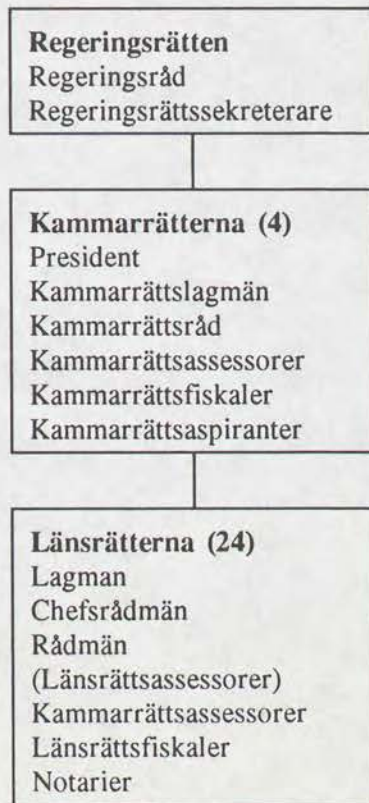 Regeringsrätten
Regeringsråd
Regeringsrättssekreterare
Kammarrätterna (4)
President
Kammarrättslagmän
Kammarrättsråd
Kammarrättsassessorer
Kammarrättsfiskaler
Kammarrättsaspiranter
Länsrätterna (24)
Lagman
Chefsrådmän
Rådmän
(Länsrättsassessorer)
Kammarrättsassessorer
Länsrättsfiskaler
Notarier